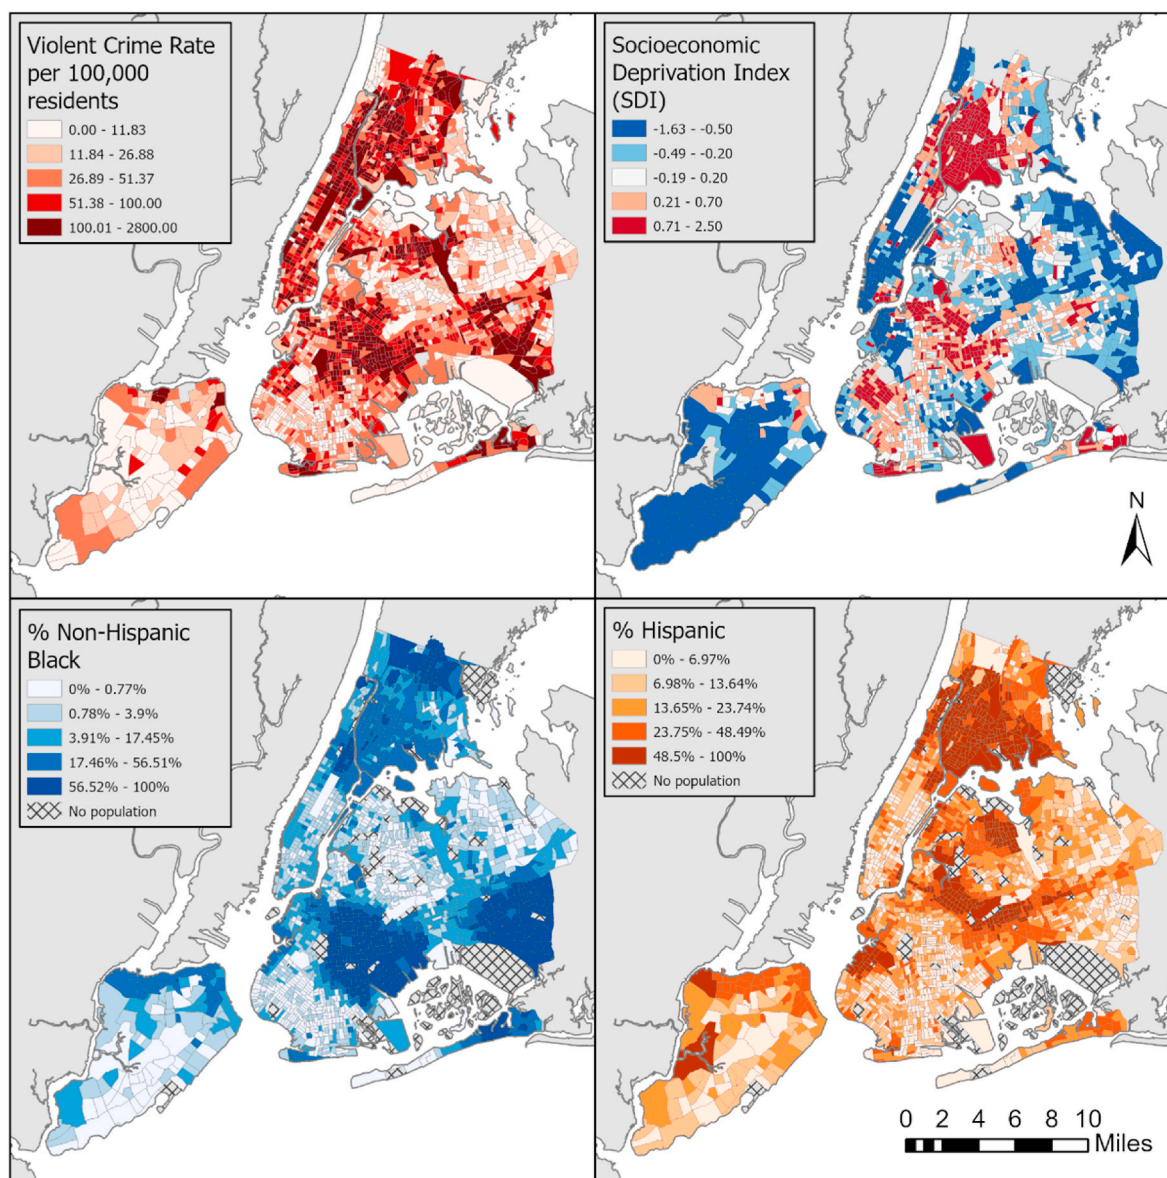 Violent Crime Rate
per 100,000
residents
0.00 - 11.83
11.84 - 26.88
26.89 - 51.37
51.38 - 100.00
100.01 - 2800.00
Socioeconomic
Deprivation Index
(SDI)
-1.63 - -0.50
-0.49 - -0.20
-0.19 - 0.20
0.21 - 0.70
0.71 - 2.50
N
% Non-Hispanic
Black
0% - 0.77%
0.78% - 3.9%
3.91% - 17.45%
17.46% - 56.51%
56.52% - 100%
No population
% Hispanic
0% - 6.97%
6.98% - 13.64%
13.65% - 23.74%
23.75% - 48.49%
48.5% - 100%
No population
0 2 4 6 8 10
Miles